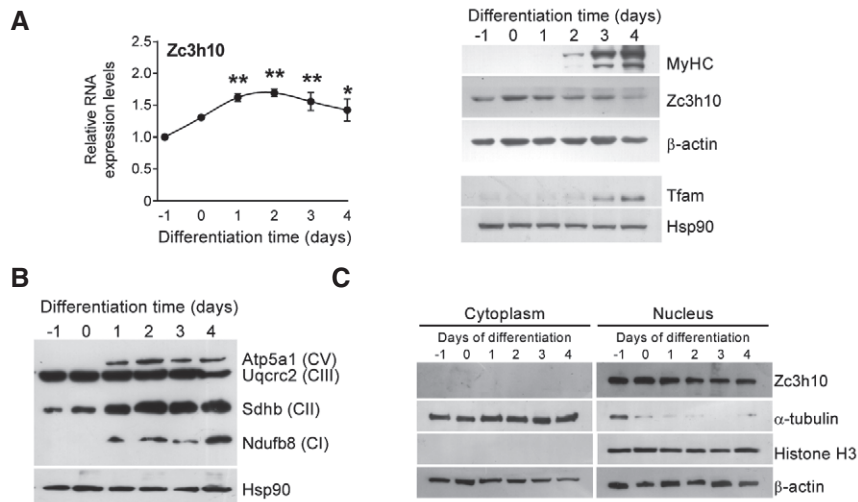 A
Zc3h10
Relative RNA
expression levels
2.5
2.0
1.5
1.0
0.5
0
** ** ** *
-1 0 1 2 3 4
Differentiation time (days)
Differentiation time (days)
-1 0 1 2 3 4
MyHC
Zc3h10
β-actin
Tfam
Hsp90
B
Differentiation time (days)
-1 0 1 2 3 4
Atp5a1 (CV)
Uqcrc2 (CIII)
Sdhb (CII)
Ndufb8 (CI)
Hsp90
C
Cytoplasm Nucleus
Days of differentiation Days of differentiation
-1 0 1 2 3 4 -1 0 1 2 3 4
Zc3h10
α-tubulin
Histone H3
β-actin